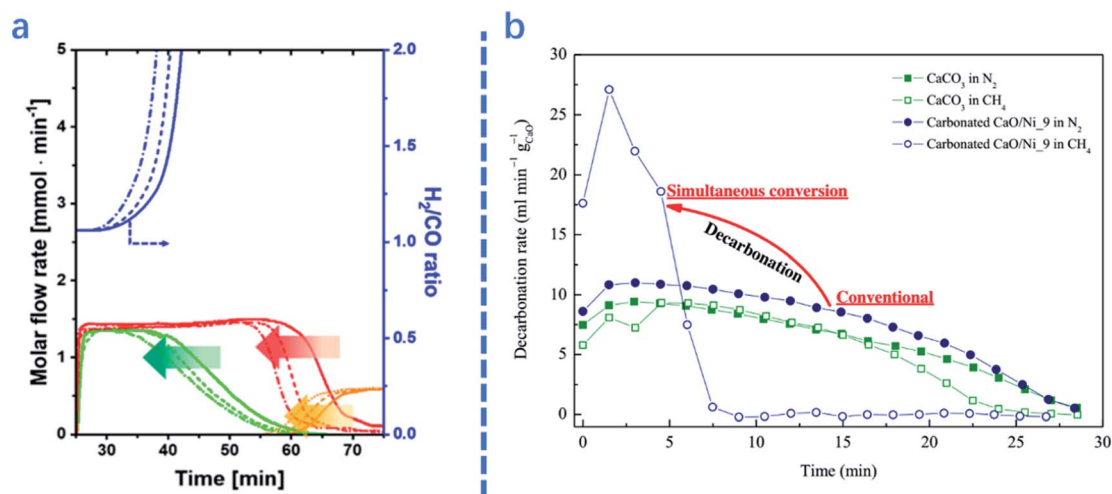 a
5
4
3
2
1
0
Molar flow rate [mmol · min⁻¹]
30
40
50
60
70
Time [min]
2.0
1.5
1.0
0.5
0.0
H₂/CO ratio
b
30
25
20
15
10
5
0
Decarbonation rate (ml min⁻¹ g⁻¹CaO)
0
5
10
15
20
25
30
Time (min)
CaCO₃ in N₂
CaCO₃ in CH₄
Carbonated CaO/Ni_9 in N₂
Carbonated CaO/Ni_9 in CH₄
Simultaneous conversion
Decarbonation
Conventional